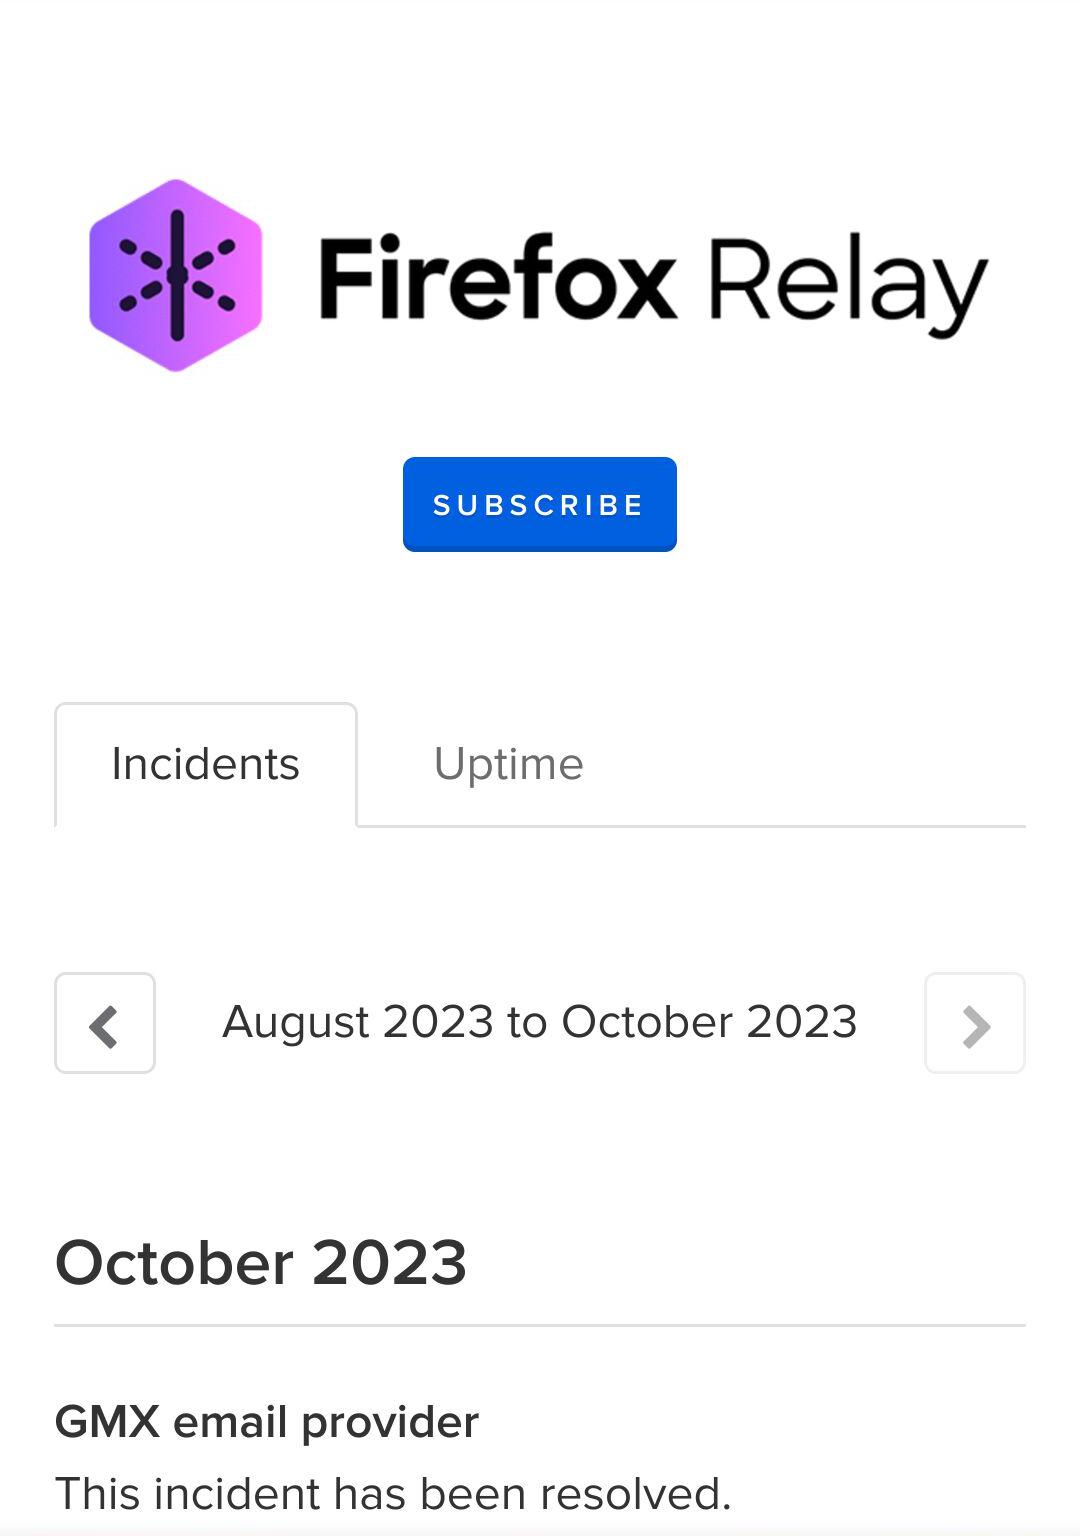 Firefox Relay
SUBSCRIBE
Incidents
Uptime
August 2023 to October 2023
October 2023
GMX email provider
This incident has been resolved.